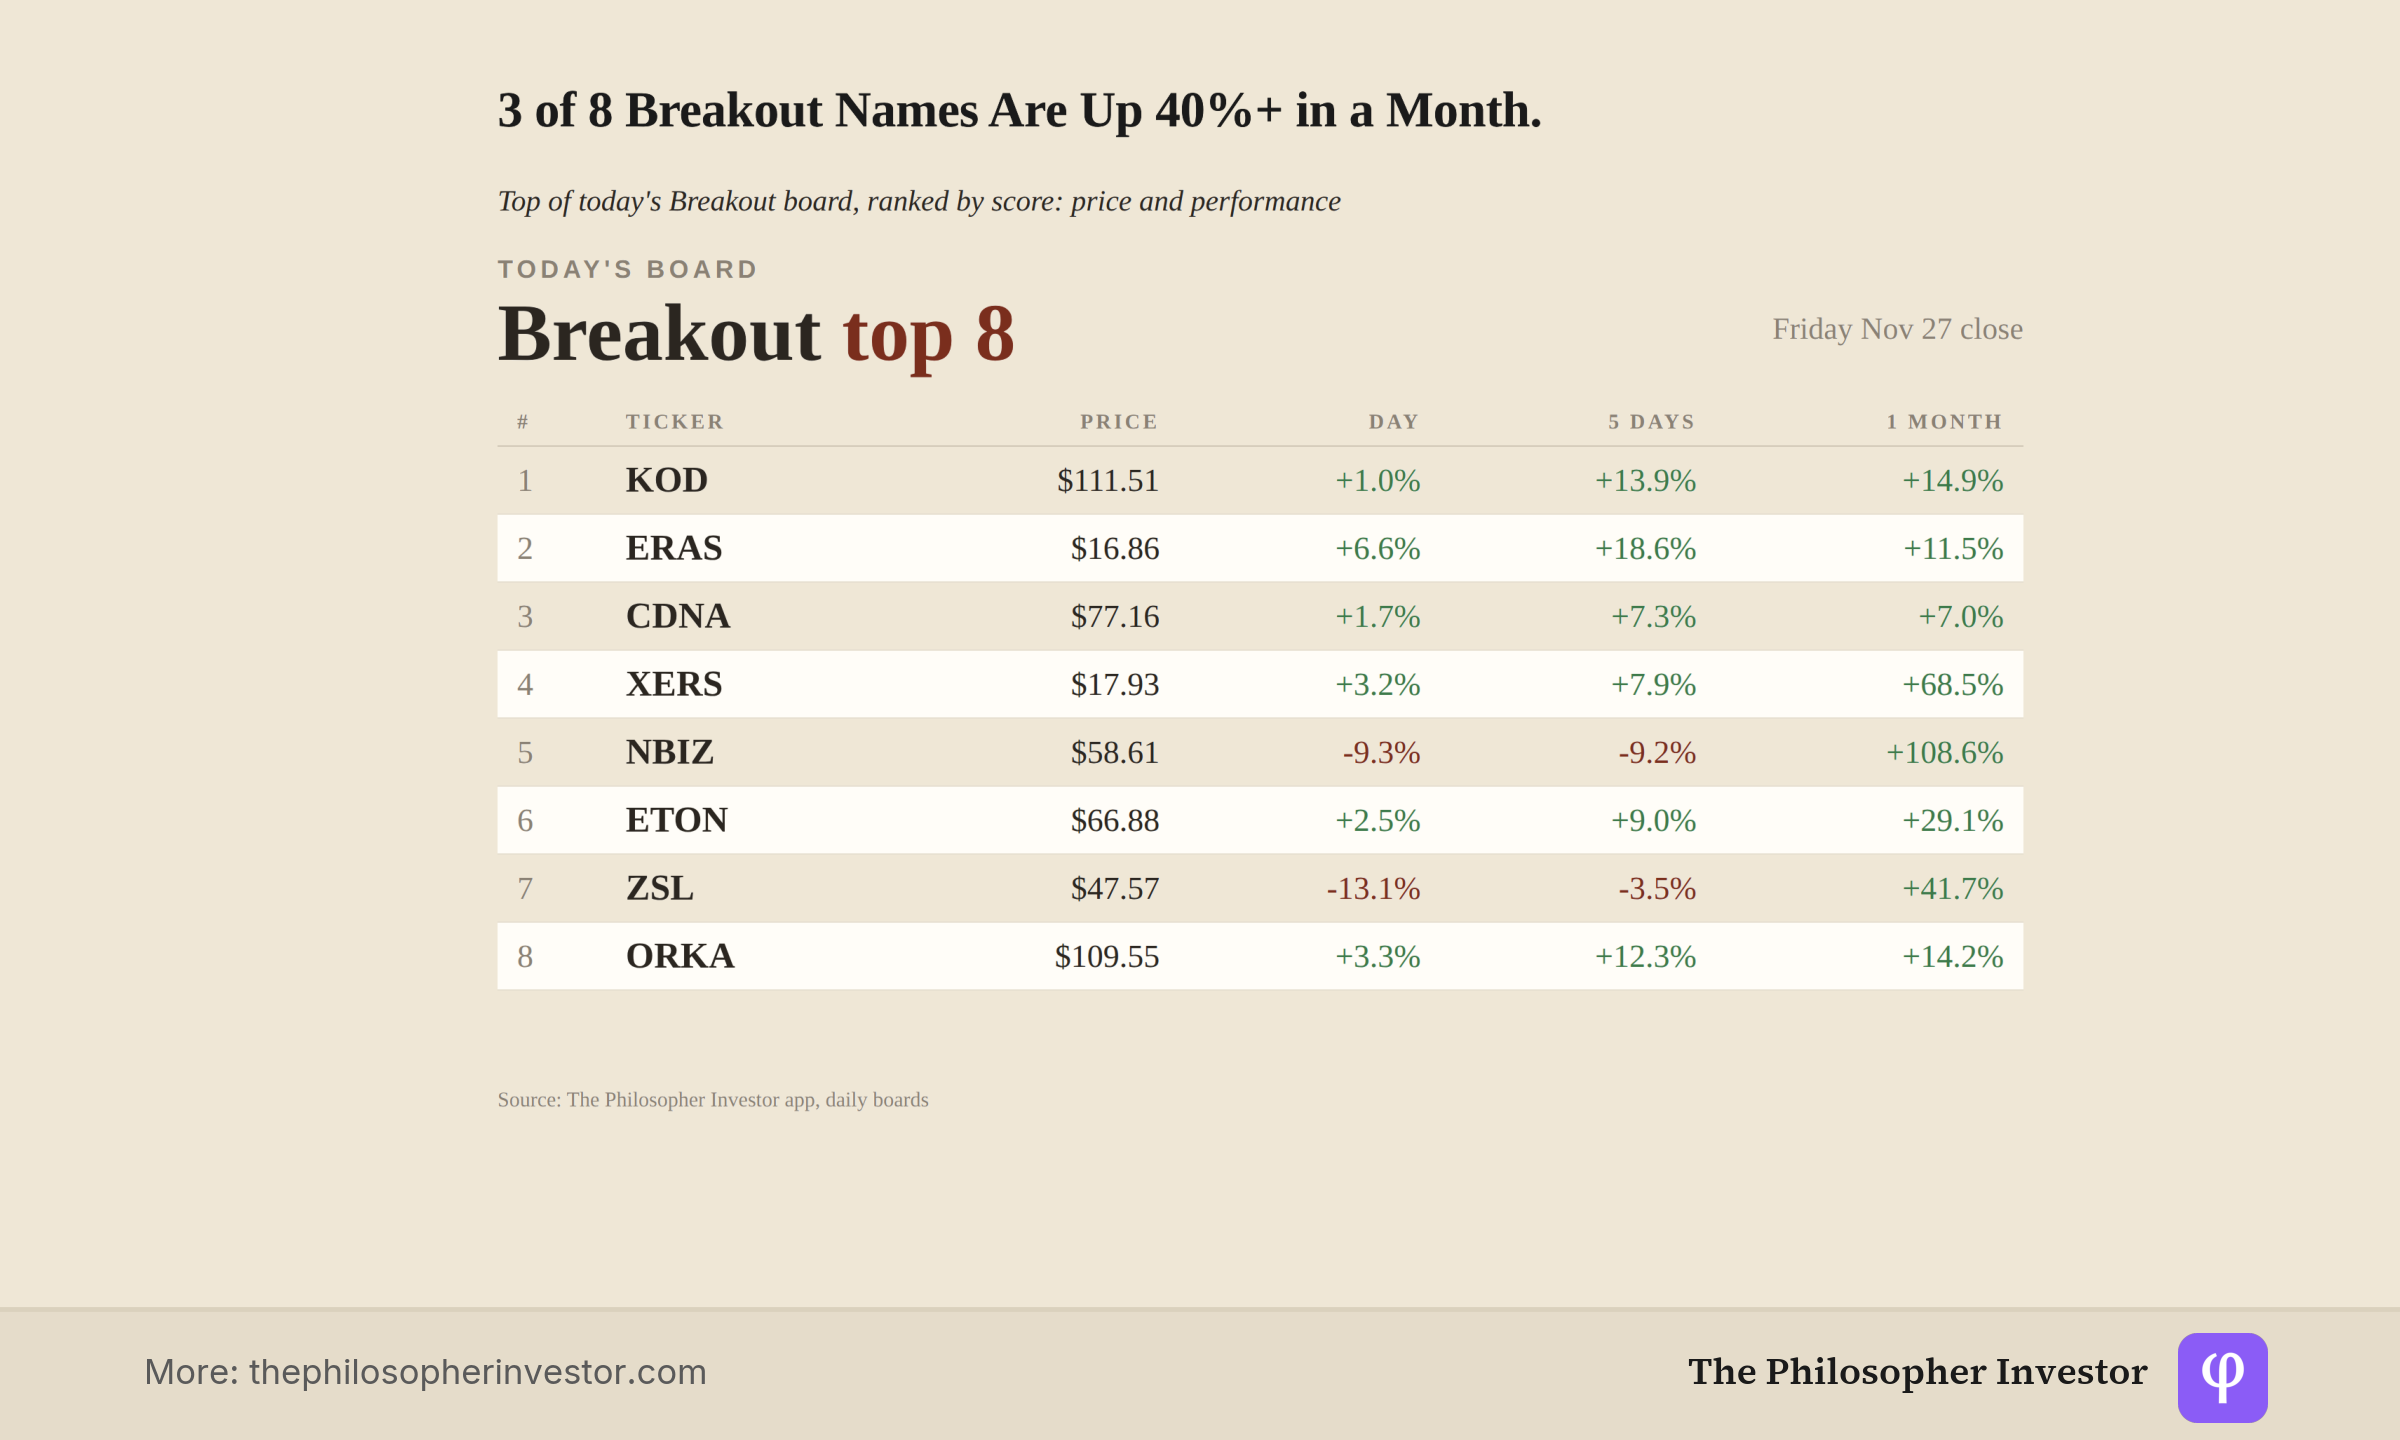 3 of 8 Breakout Names Are Up 40%+ in a Month.
Top of today's Breakout board, ranked by score: price and performance
TODAY'S BOARD
Breakout top 8
Friday Nov 27 close
# TICKER PRICE DAY 5 DAYS 1 MONTH
1 KOD $111.51 +1.0% +13.9% +14.9%
2 ERAS $16.86 +6.6% +18.6% +11.5%
3 CDNA $77.16 +1.7% +7.3% +7.0%
4 XERS $17.93 +3.2% +7.9% +68.5%
5 NBIZ $58.61 -9.3% -9.2% +108.6%
6 ETON $66.88 +2.5% +9.0% +29.1%
7 ZSL $47.57 -13.1% -3.5% +41.7%
8 ORKA $109.55 +3.3% +12.3% +14.2%
Source: The Philosopher Investor app, daily boards
More: thephilosopherinvestor.com
The Philosopher Investor φ